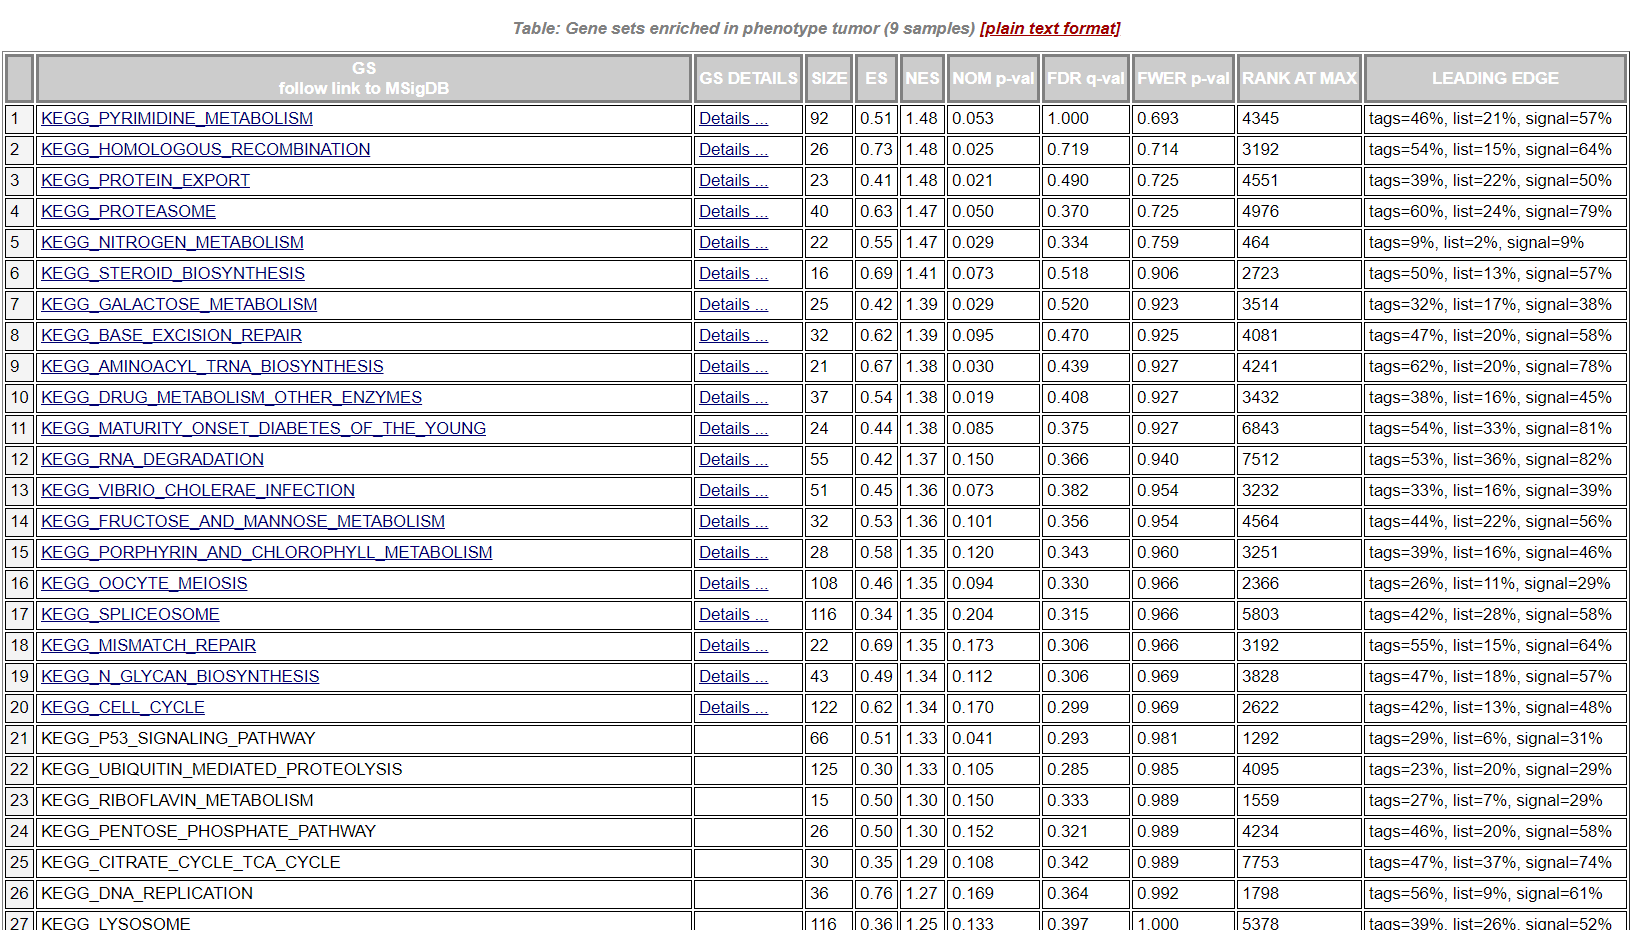 Table: Gene sets enriched in phenotype tumor (9 samples) [plain text format]
GS follow link to MSigDB GS DETAILS SIZE ES NES NOM p-val FDR q-val FWER p-val RANK AT MAX LEADING EDGE
1 KEGG_PYRIMIDINE_METABOLISM Details ... 92 0.51 1.48 0.053 1.000 0.693 4345 tags=46%, list=21%, signal=57%
2 KEGG_HOMOLOGOUS_RECOMBINATION Details ... 26 0.73 1.48 0.025 0.719 0.714 3192 tags=54%, list=15%, signal=64%
3 KEGG_PROTEIN_EXPORT Details ... 23 0.41 1.48 0.021 0.490 0.725 4551 tags=39%, list=22%, signal=50%
4 KEGG_PROTEASOME Details ... 40 0.63 1.47 0.050 0.370 0.725 4976 tags=60%, list=24%, signal=79%
5 KEGG_NITROGEN_METABOLISM Details ... 22 0.55 1.47 0.029 0.334 0.759 464 tags=9%, list=2%, signal=9%
6 KEGG_STEROID_BIOSYNTHESIS Details ... 16 0.69 1.41 0.073 0.518 0.906 2723 tags=50%, list=13%, signal=57%
7 KEGG_GALACTOSE_METABOLISM Details ... 25 0.42 1.39 0.029 0.520 0.923 3514 tags=32%, list=17%, signal=38%
8 KEGG_BASE_EXCISION_REPAIR Details ... 32 0.62 1.39 0.095 0.470 0.925 4081 tags=47%, list=20%, signal=58%
9 KEGG_AMINOACYL_TRNA_BIOSYNTHESIS Details ... 21 0.67 1.38 0.030 0.439 0.927 4241 tags=62%, list=20%, signal=78%
10 KEGG_DRUG_METABOLISM_OTHER_ENZYMES Details ... 37 0.54 1.38 0.019 0.408 0.927 3432 tags=38%, list=16%, signal=45%
11 KEGG_MATURITY_ONSET_DIABETES_OF_THE_YOUNG Details ... 24 0.44 1.38 0.085 0.375 0.927 6843 tags=54%, list=33%, signal=81%
12 KEGG_RNA_DEGRADATION Details ... 55 0.42 1.37 0.150 0.366 0.940 7512 tags=53%, list=36%, signal=82%
13 KEGG_VIBRIO_CHOLERAE_INFECTION Details ... 51 0.45 1.36 0.073 0.382 0.954 3232 tags=33%, list=16%, signal=39%
14 KEGG_FRUCTOSE_AND_MANNOSE_METABOLISM Details ... 32 0.53 1.36 0.101 0.356 0.954 4564 tags=44%, list=22%, signal=56%
15 KEGG_PORPHYRIN_AND_CHLOROPHYLL_METABOLISM Details ... 28 0.58 1.35 0.120 0.343 0.960 3251 tags=39%, list=16%, signal=46%
16 KEGG_OOCYTE_MEIOSIS Details ... 108 0.46 1.35 0.094 0.330 0.966 2366 tags=26%, list=11%, signal=29%
17 KEGG_SPLICEOSOME Details ... 116 0.34 1.35 0.204 0.315 0.966 5803 tags=42%, list=28%, signal=58%
18 KEGG_MISMATCH_REPAIR Details ... 22 0.69 1.35 0.173 0.306 0.966 3192 tags=55%, list=15%, signal=64%
19 KEGG_N_GLYCAN_BIOSYNTHESIS Details ... 43 0.49 1.34 0.112 0.306 0.969 3828 tags=47%, list=18%, signal=57%
20 KEGG_CELL_CYCLE Details ... 122 0.62 1.34 0.170 0.299 0.969 2622 tags=42%, list=13%, signal=48%
21 KEGG_P53_SIGNALING_PATHWAY 66 0.51 1.33 0.041 0.293 0.981 1292 tags=29%, list=6%, signal=31%
22 KEGG_UBIQUITIN_MEDIATED_PROTEOLYSIS 125 0.30 1.33 0.105 0.285 0.985 4095 tags=23%, list=20%, signal=29%
23 KEGG_RIBOFLAVIN_METABOLISM 15 0.50 1.30 0.150 0.333 0.989 1559 tags=27%, list=7%, signal=29%
24 KEGG_PENTOSE_PHOSPHATE_PATHWAY 26 0.50 1.30 0.152 0.321 0.989 4234 tags=46%, list=20%, signal=58%
25 KEGG_CITRATE_CYCLE_TCA_CYCLE 30 0.35 1.29 0.108 0.342 0.989 7753 tags=47%, list=37%, signal=74%
26 KEGG_DNA_REPLICATION 36 0.76 1.27 0.169 0.364 0.992 1798 tags=56%, list=9%, signal=61%
27 KEGG_LYSOSOME 116 0.36 1.25 0.133 0.397 1.000 5378 tags=39%, list=26%, signal=52%